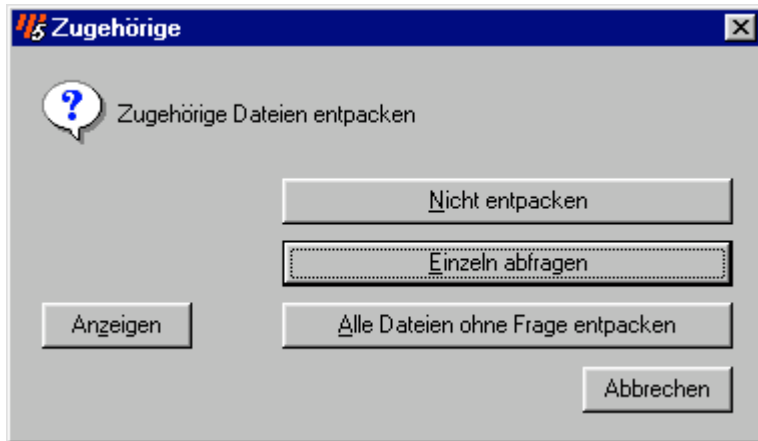 Zugehörige
Zugehörige Dateien entpacken
Nicht entpacken
Einzeln abfragen
Anzeigen
Alle Dateien ohne Frage entpacken
Abbrechen